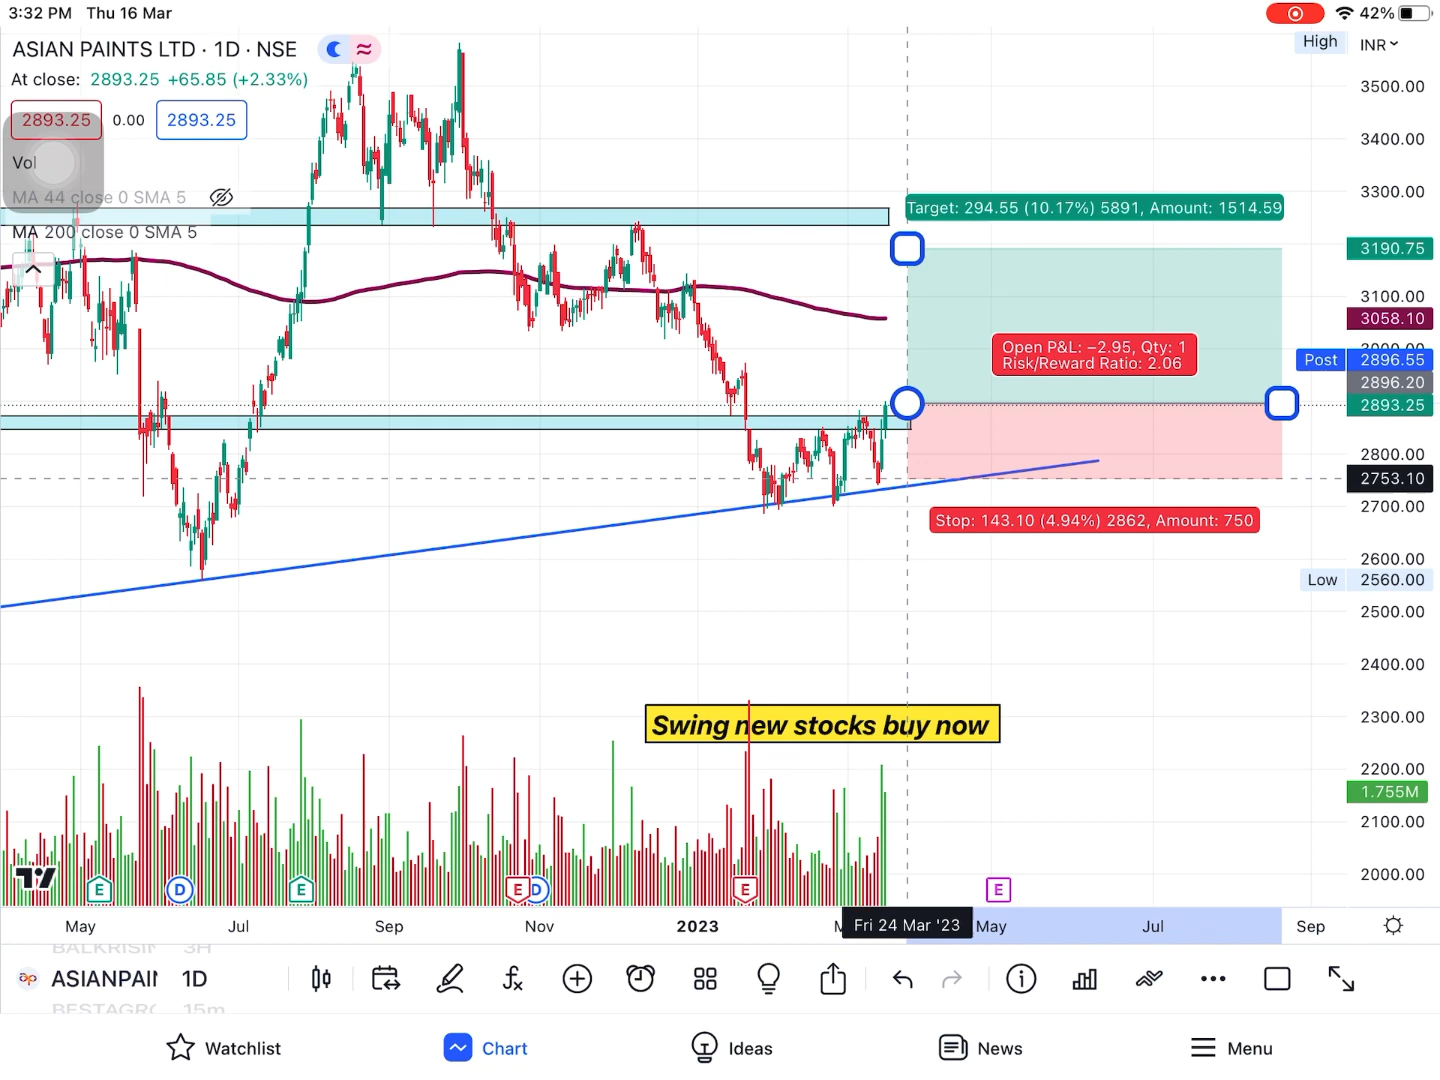 3:32 PM Thu 16 Mar
42%
ASIAN PAINTS LTD · 1D · NSE
High
INR
At close: 2893.25 +65.85 (+2.33%)
3500.00
2893.25 0.00 2893.25
3400.00
Vol
MA 44 close 0 SMA 5
3300.00
Target: 294.55 (10.17%) 5891, Amount: 1514.59
MA 200 close 0 SMA 5
3190.75
3100.00
3058.10
Open P&L: −2.95, Qty: 1
Risk/Reward Ratio: 2.06
3000.00
Post 2896.55
2896.20
2893.25
2800.00
2753.10
2700.00
Stop: 143.10 (4.94%) 2862, Amount: 750
2600.00
Low 2560.00
2500.00
2400.00
2300.00
Swing new stocks buy now
2200.00
1.755M
2100.00
2000.00
E D E E D E E
May Jul Sep Nov 2023 M Fri 24 Mar '23 May Jul Sep
BALKRISIN 3H
ASIANPAIN 1D
BESTAGRO 15m
Watchlist Chart Ideas News Menu